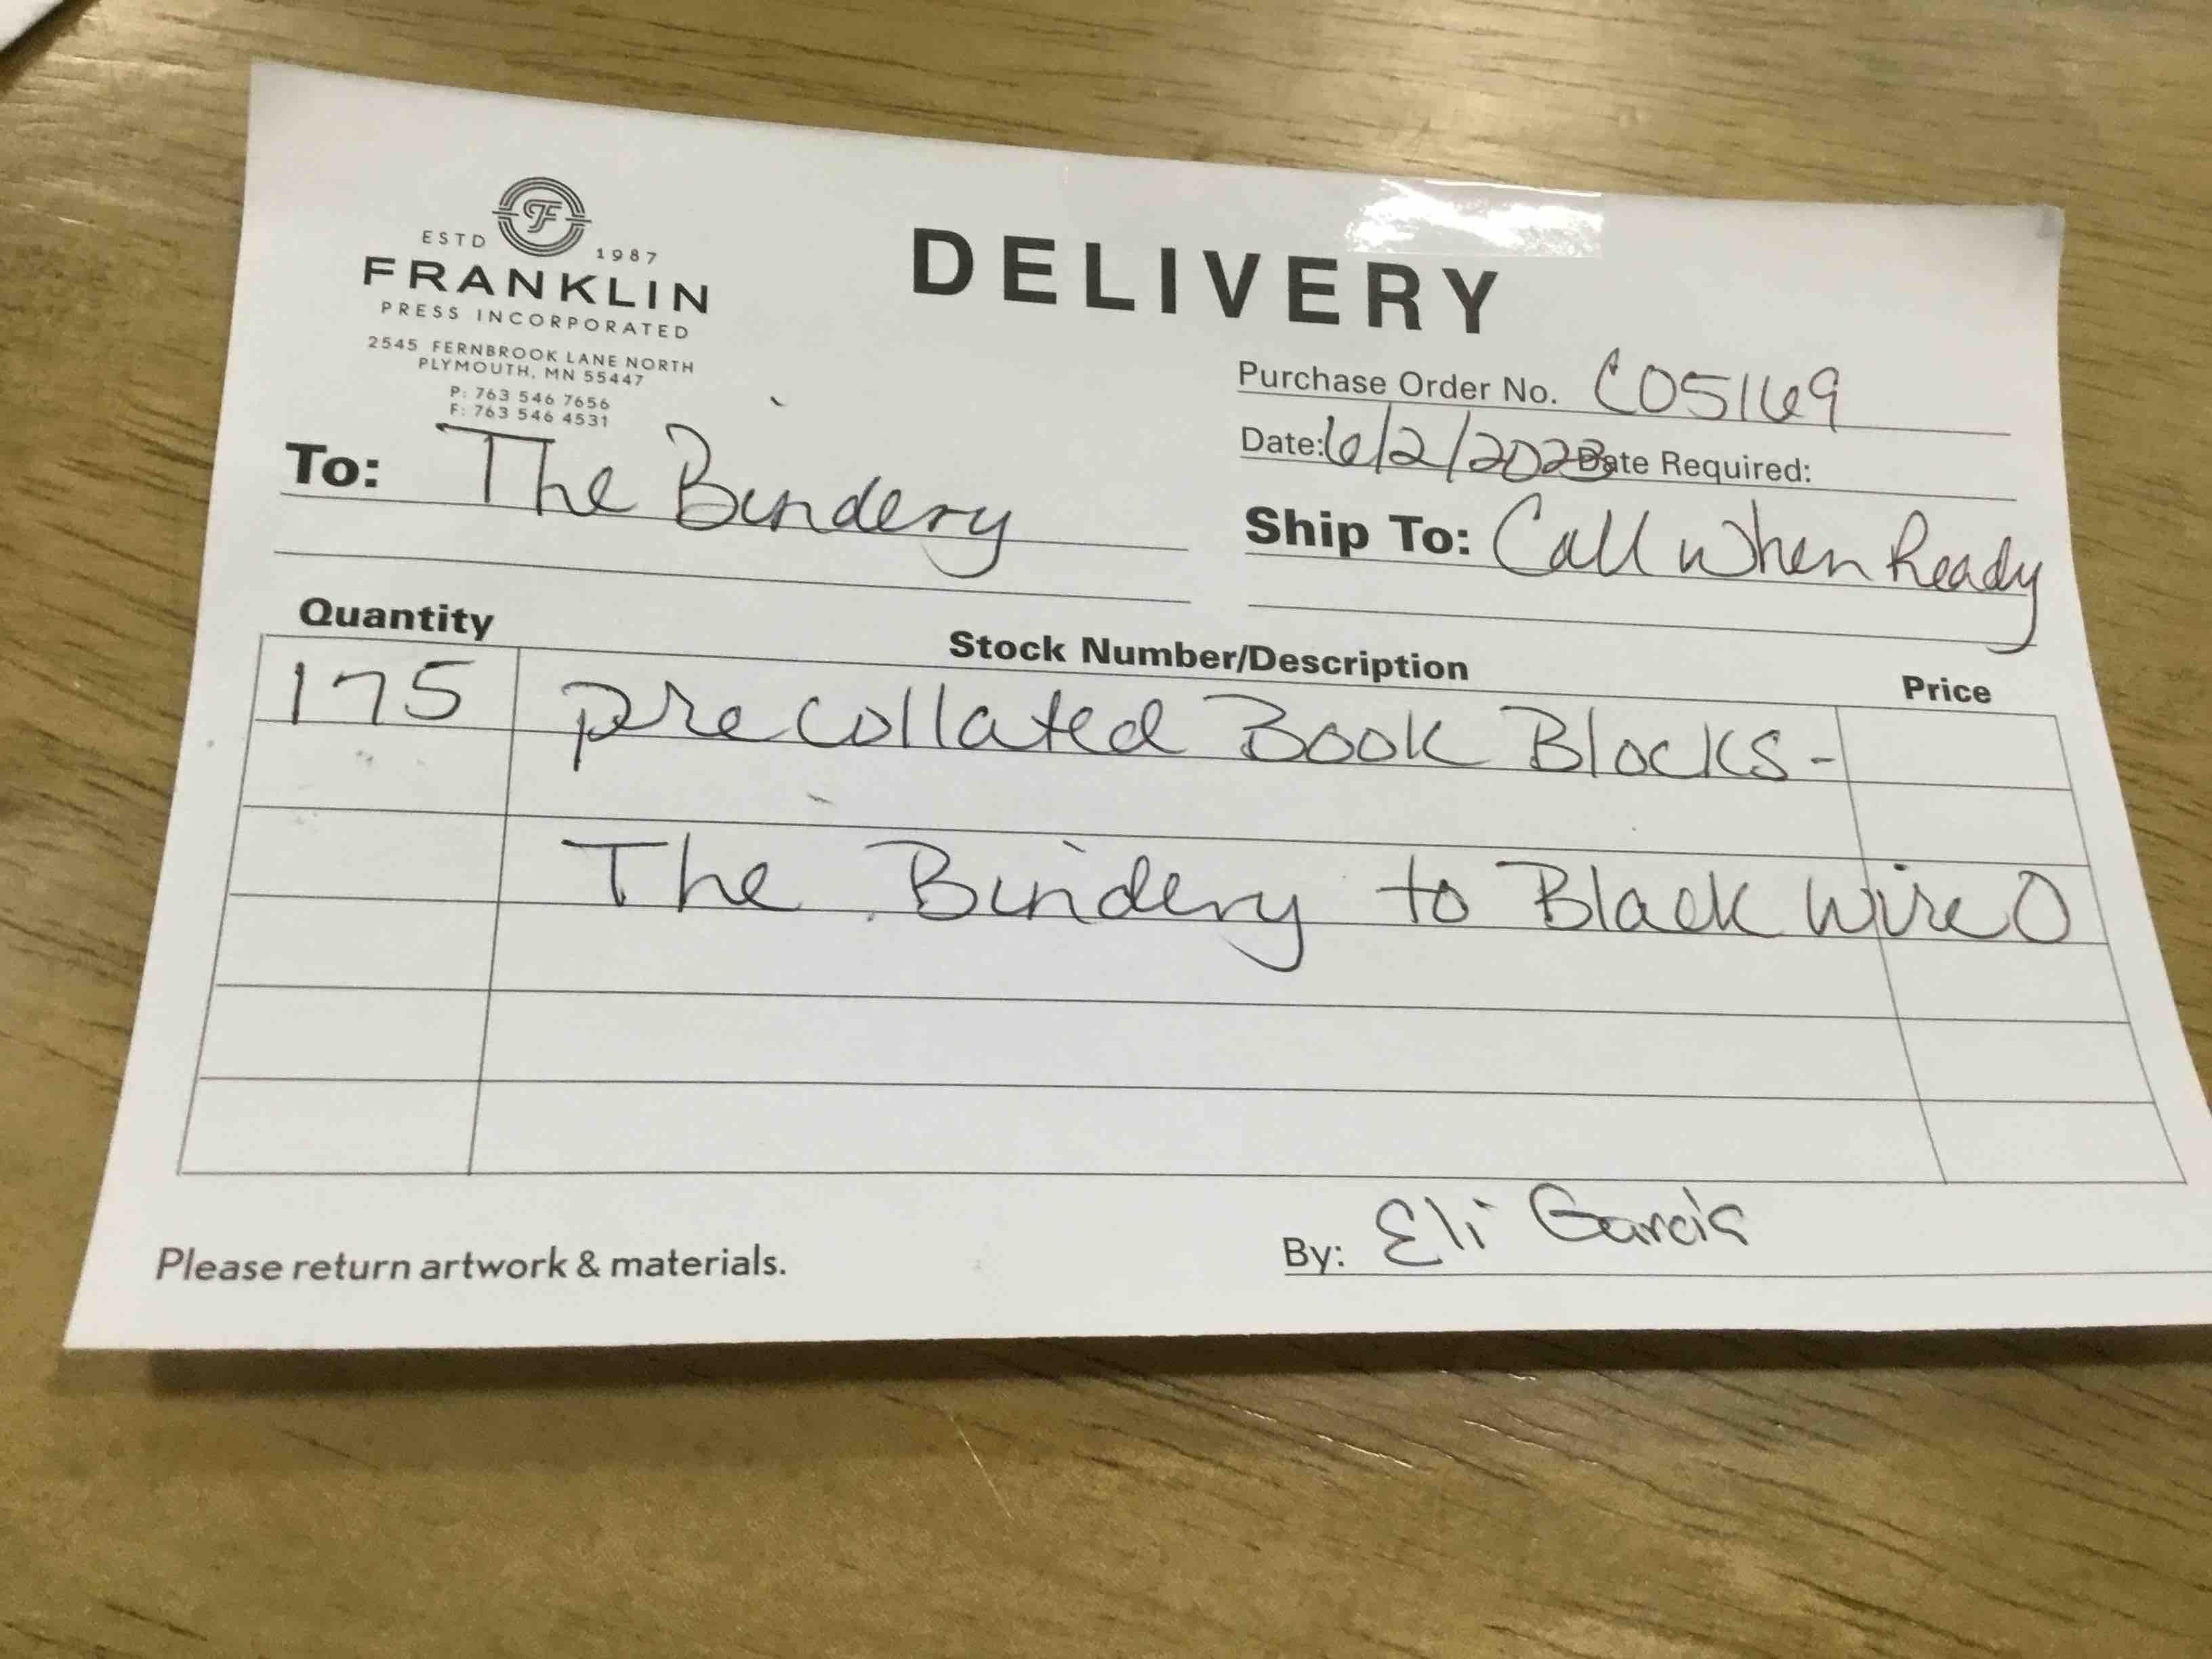 ESTD 1987
FRANKLIN
PRESS INCORPORATED
2545 FERNBROOK LANE NORTH
PLYMOUTH, MN 55447
P: 763 546 7656
F: 763 546 4531
DELIVERY
Purchase Order No. C05169
Date: 6/2/2023 Date Required:
To: The Bindery
Ship To: Call when Ready
Quantity Stock Number/Description Price
175 precollated Book Blocks-
The Bindery to Black Wire O
Please return artwork & materials.
By: Eli Garcia